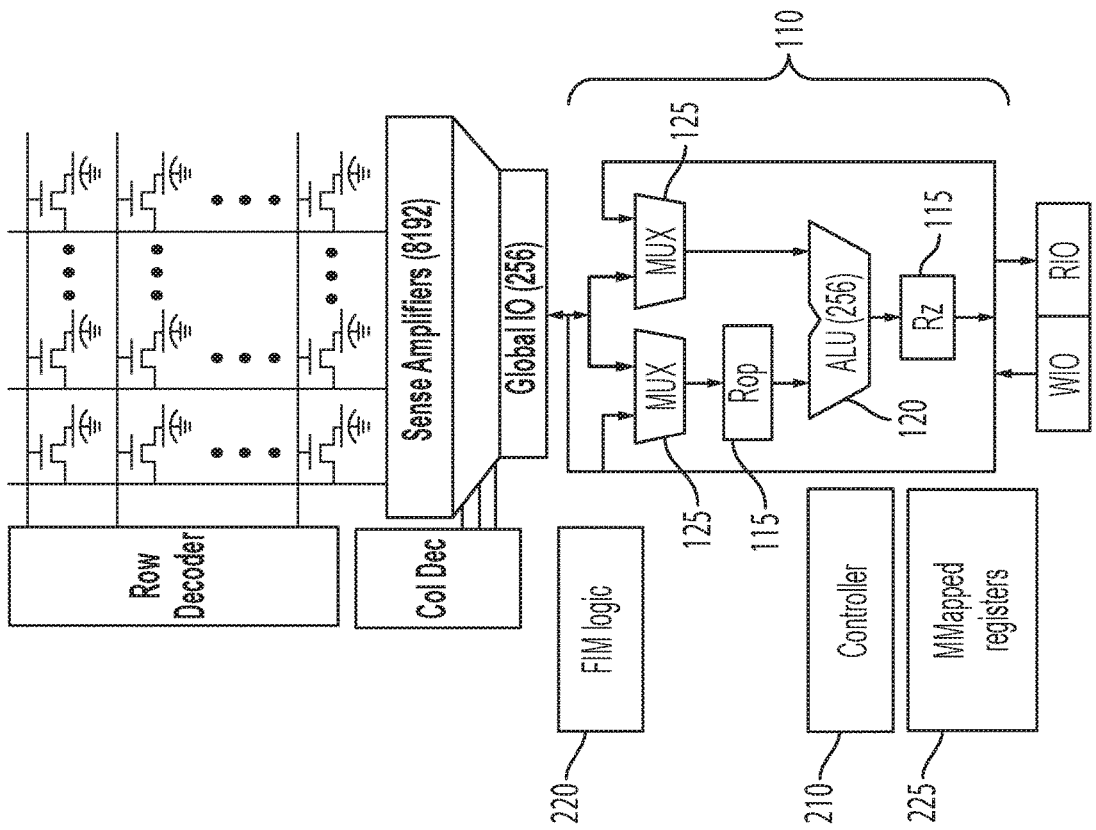 Row
Decoder
Col Dec
Sense Amplifiers (8192)
Global IO (256)
110
125
MUX
MUX
125
Rop
115
ALU (256)
120
Rz
115
WIO
RIO
FIM logic
220
Controller
210
MMapped
registers
225